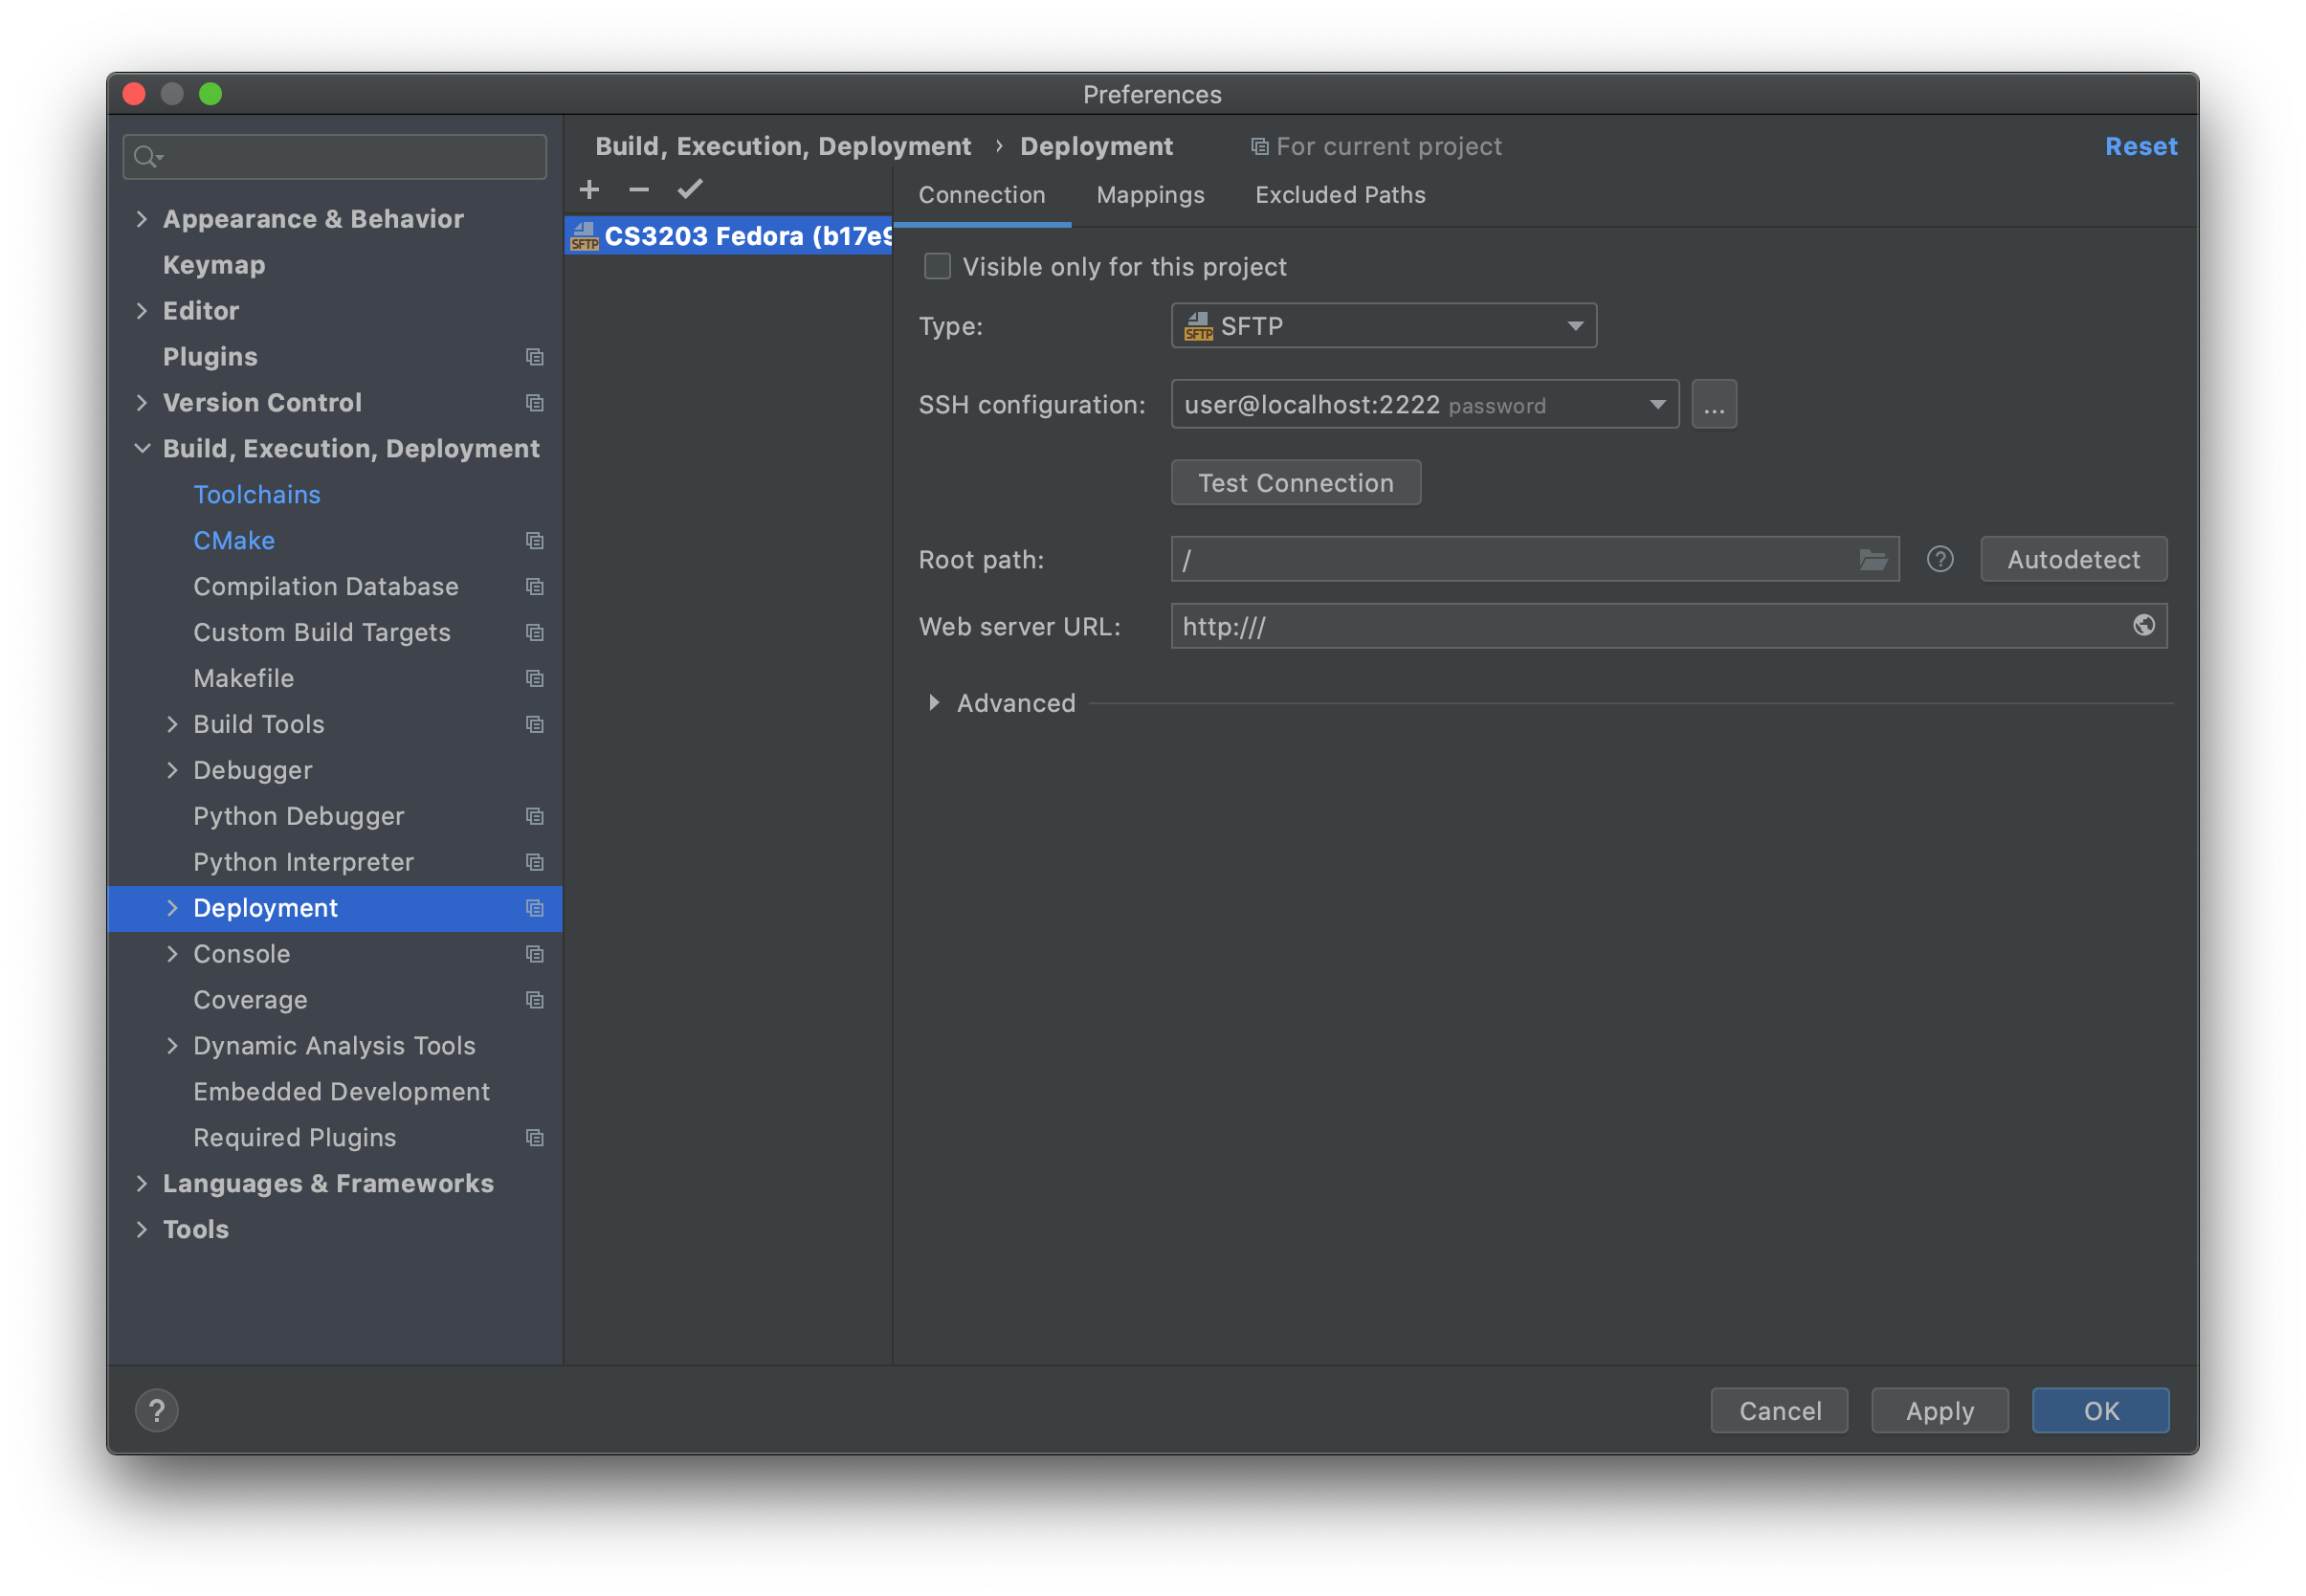 Preferences
Appearance & Behavior
Keymap
Editor
Plugins
Version Control
Build, Execution, Deployment
Toolchains
CMake
Compilation Database
Custom Build Targets
Makefile
Build Tools
Debugger
Python Debugger
Python Interpreter
Deployment
Console
Coverage
Dynamic Analysis Tools
Embedded Development
Required Plugins
Languages & Frameworks
Tools
Build, Execution, Deployment › Deployment For current project Reset
SFTP CS3203 Fedora (b17e9
Connection Mappings Excluded Paths
Visible only for this project
Type: SFTP SFTP
SSH configuration: user@localhost:2222 password ...
Test Connection
Root path: / ? Autodetect
Web server URL: http:///
Advanced
? Cancel Apply OK